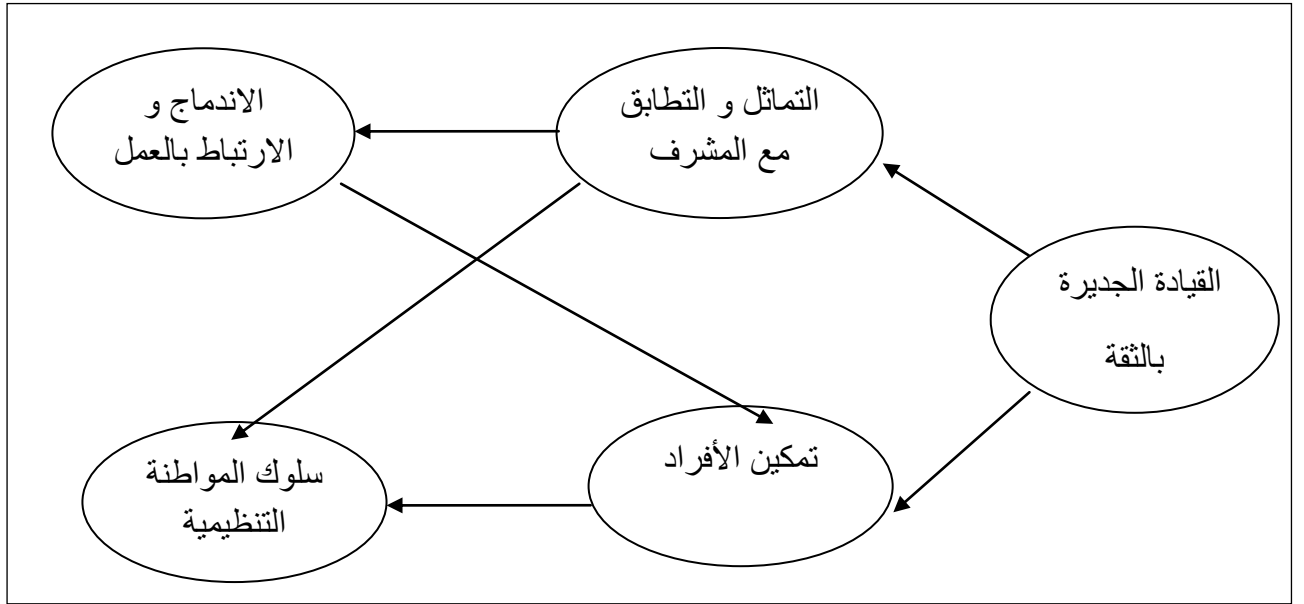 التماثل و التطابق
مع المشرف
الاندماج و
الارتباط بالعمل
القيادة الجديرة
بالثقة
تمكين الأفراد
سلوك المواطنة
التنظيمية